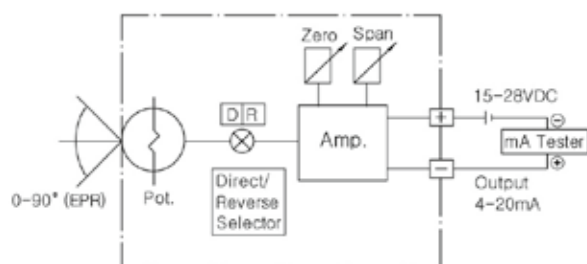 Zero Span
15-28VDC
D R
+
Amp.
⊖
mA Tester
⊕
−
0-90° (EPR)
Pot.
Direct/
Reverse
Selector
Output
4-20mA